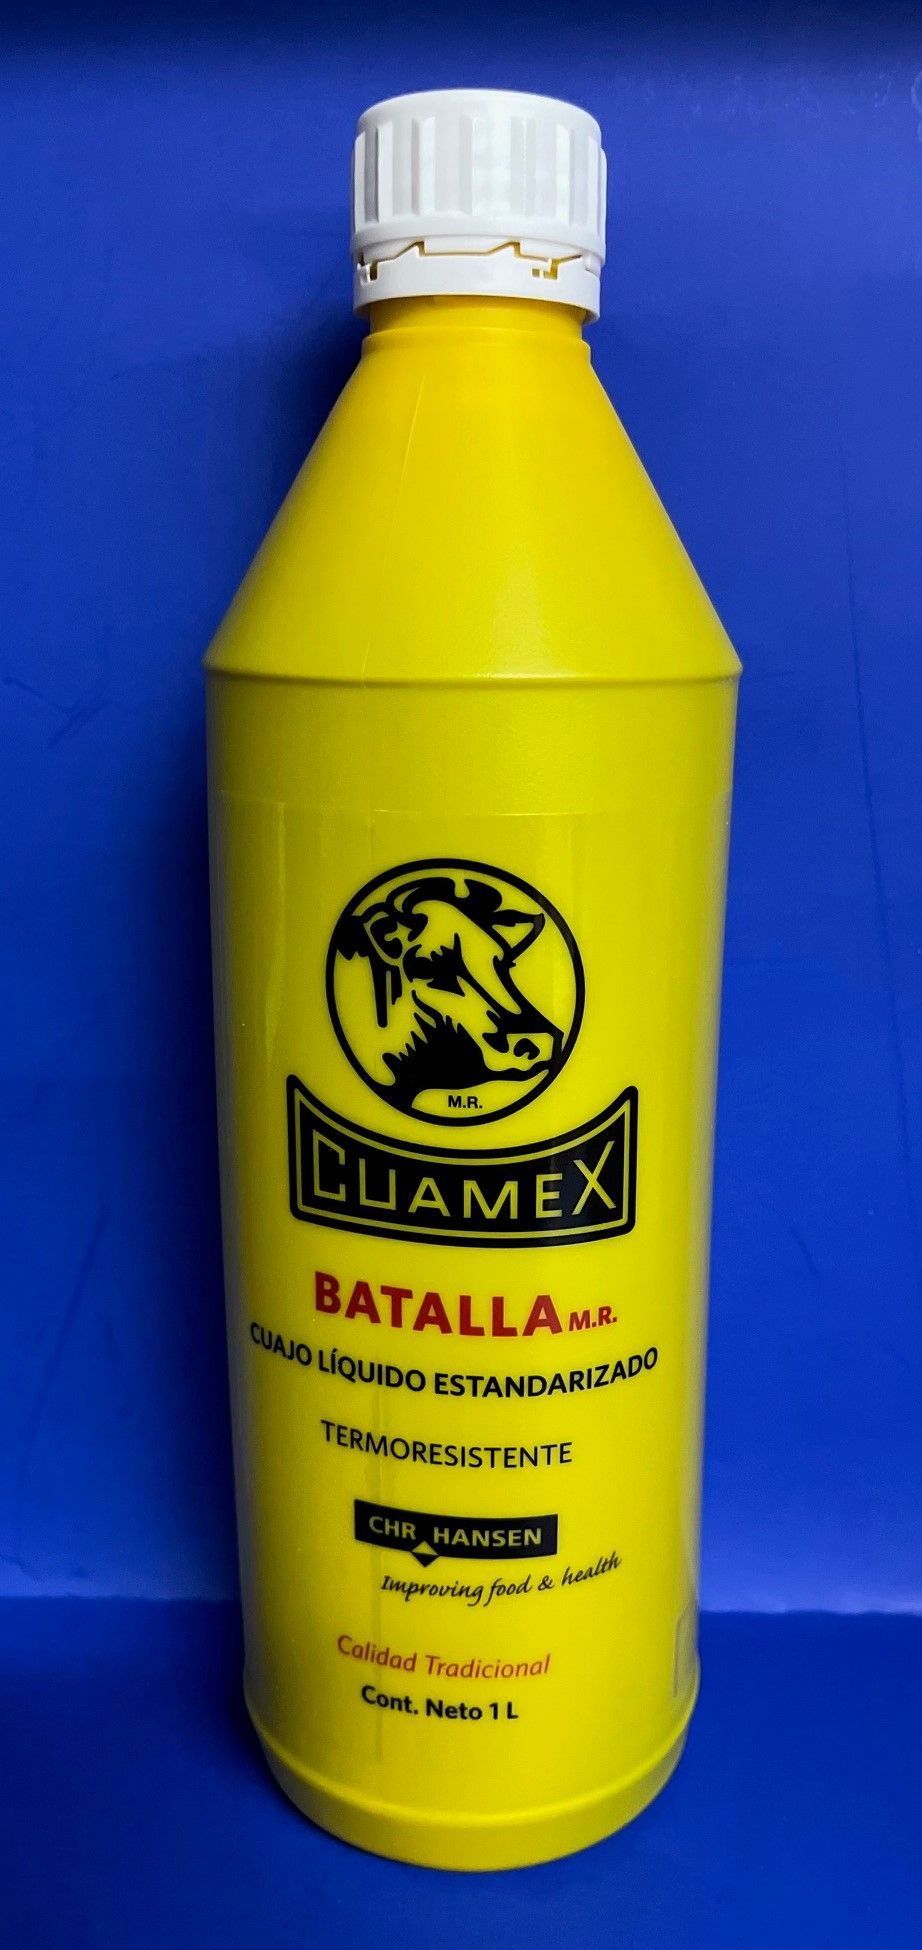 M.R.
CUAMEX
BATALLA M.R.
CUAJO LÍQUIDO ESTANDARIZADO
TERMORESISTENTE
CHR HANSEN
Improving food & health
Calidad Tradicional
Cont. Neto 1 L